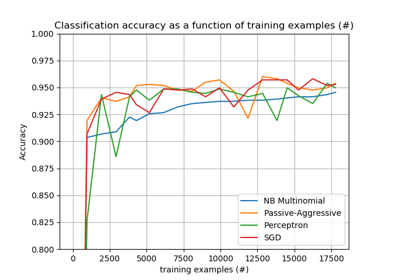 Classification accuracy as a function of training examples (#)
1.000
0.975
0.950
0.925
0.900
0.875
0.850
0.825
0.800
Accuracy
NB Multinomial
Passive-Aggressive
Perceptron
SGD
0 2500 5000 7500 10000 12500 15000 17500
training examples (#)